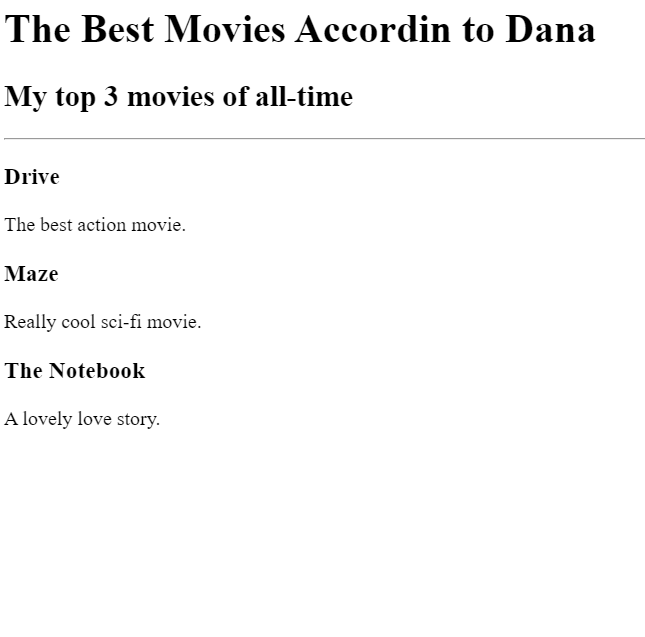 The Best Movies Accordin to Dana
My top 3 movies of all-time
Drive
The best action movie.
Maze
Really cool sci-fi movie.
The Notebook
A lovely love story.